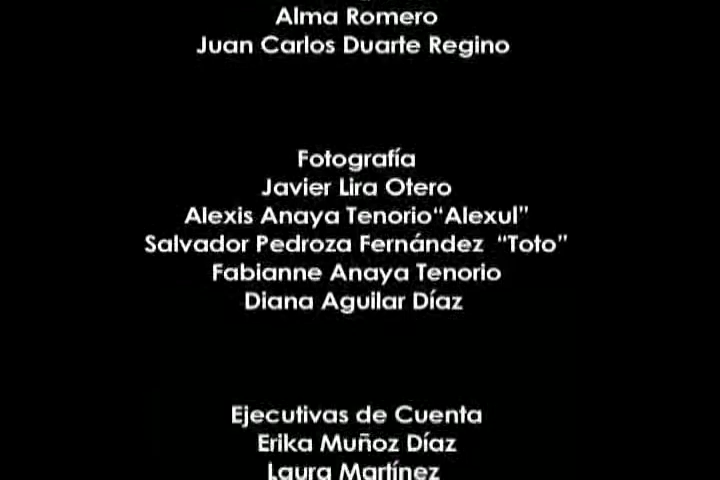 Alma Romero
Juan Carlos Duarte Regino
Fotografía
Javier Lira Otero
Alexis Anaya Tenorio“Alexul”
Salvador Pedroza Fernández “Toto”
Fabianne Anaya Tenorio
Diana Aguilar Díaz
Ejecutivas de Cuenta
Erika Muñoz Díaz
Laura Martínez